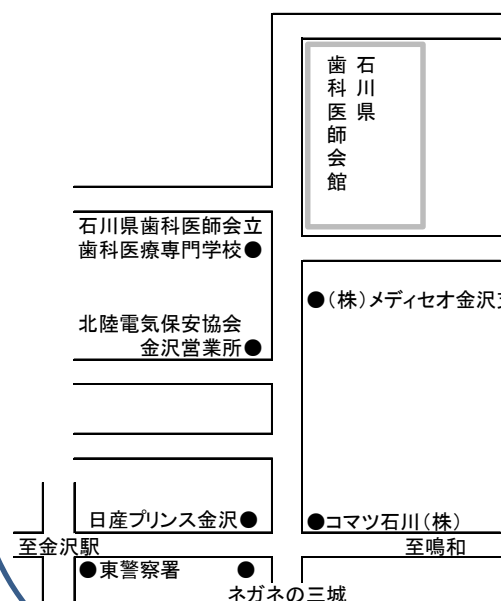 石川県
歯科医師会館
石川県歯科医師会立
歯科医療専門学校●
●(株)メディセオ金沢
北陸電気保安協会
金沢営業所●
日産プリンス金沢●
●コマツ石川(株)
至金沢駅
至鳴和
●東警察署
●
ネガネの三城